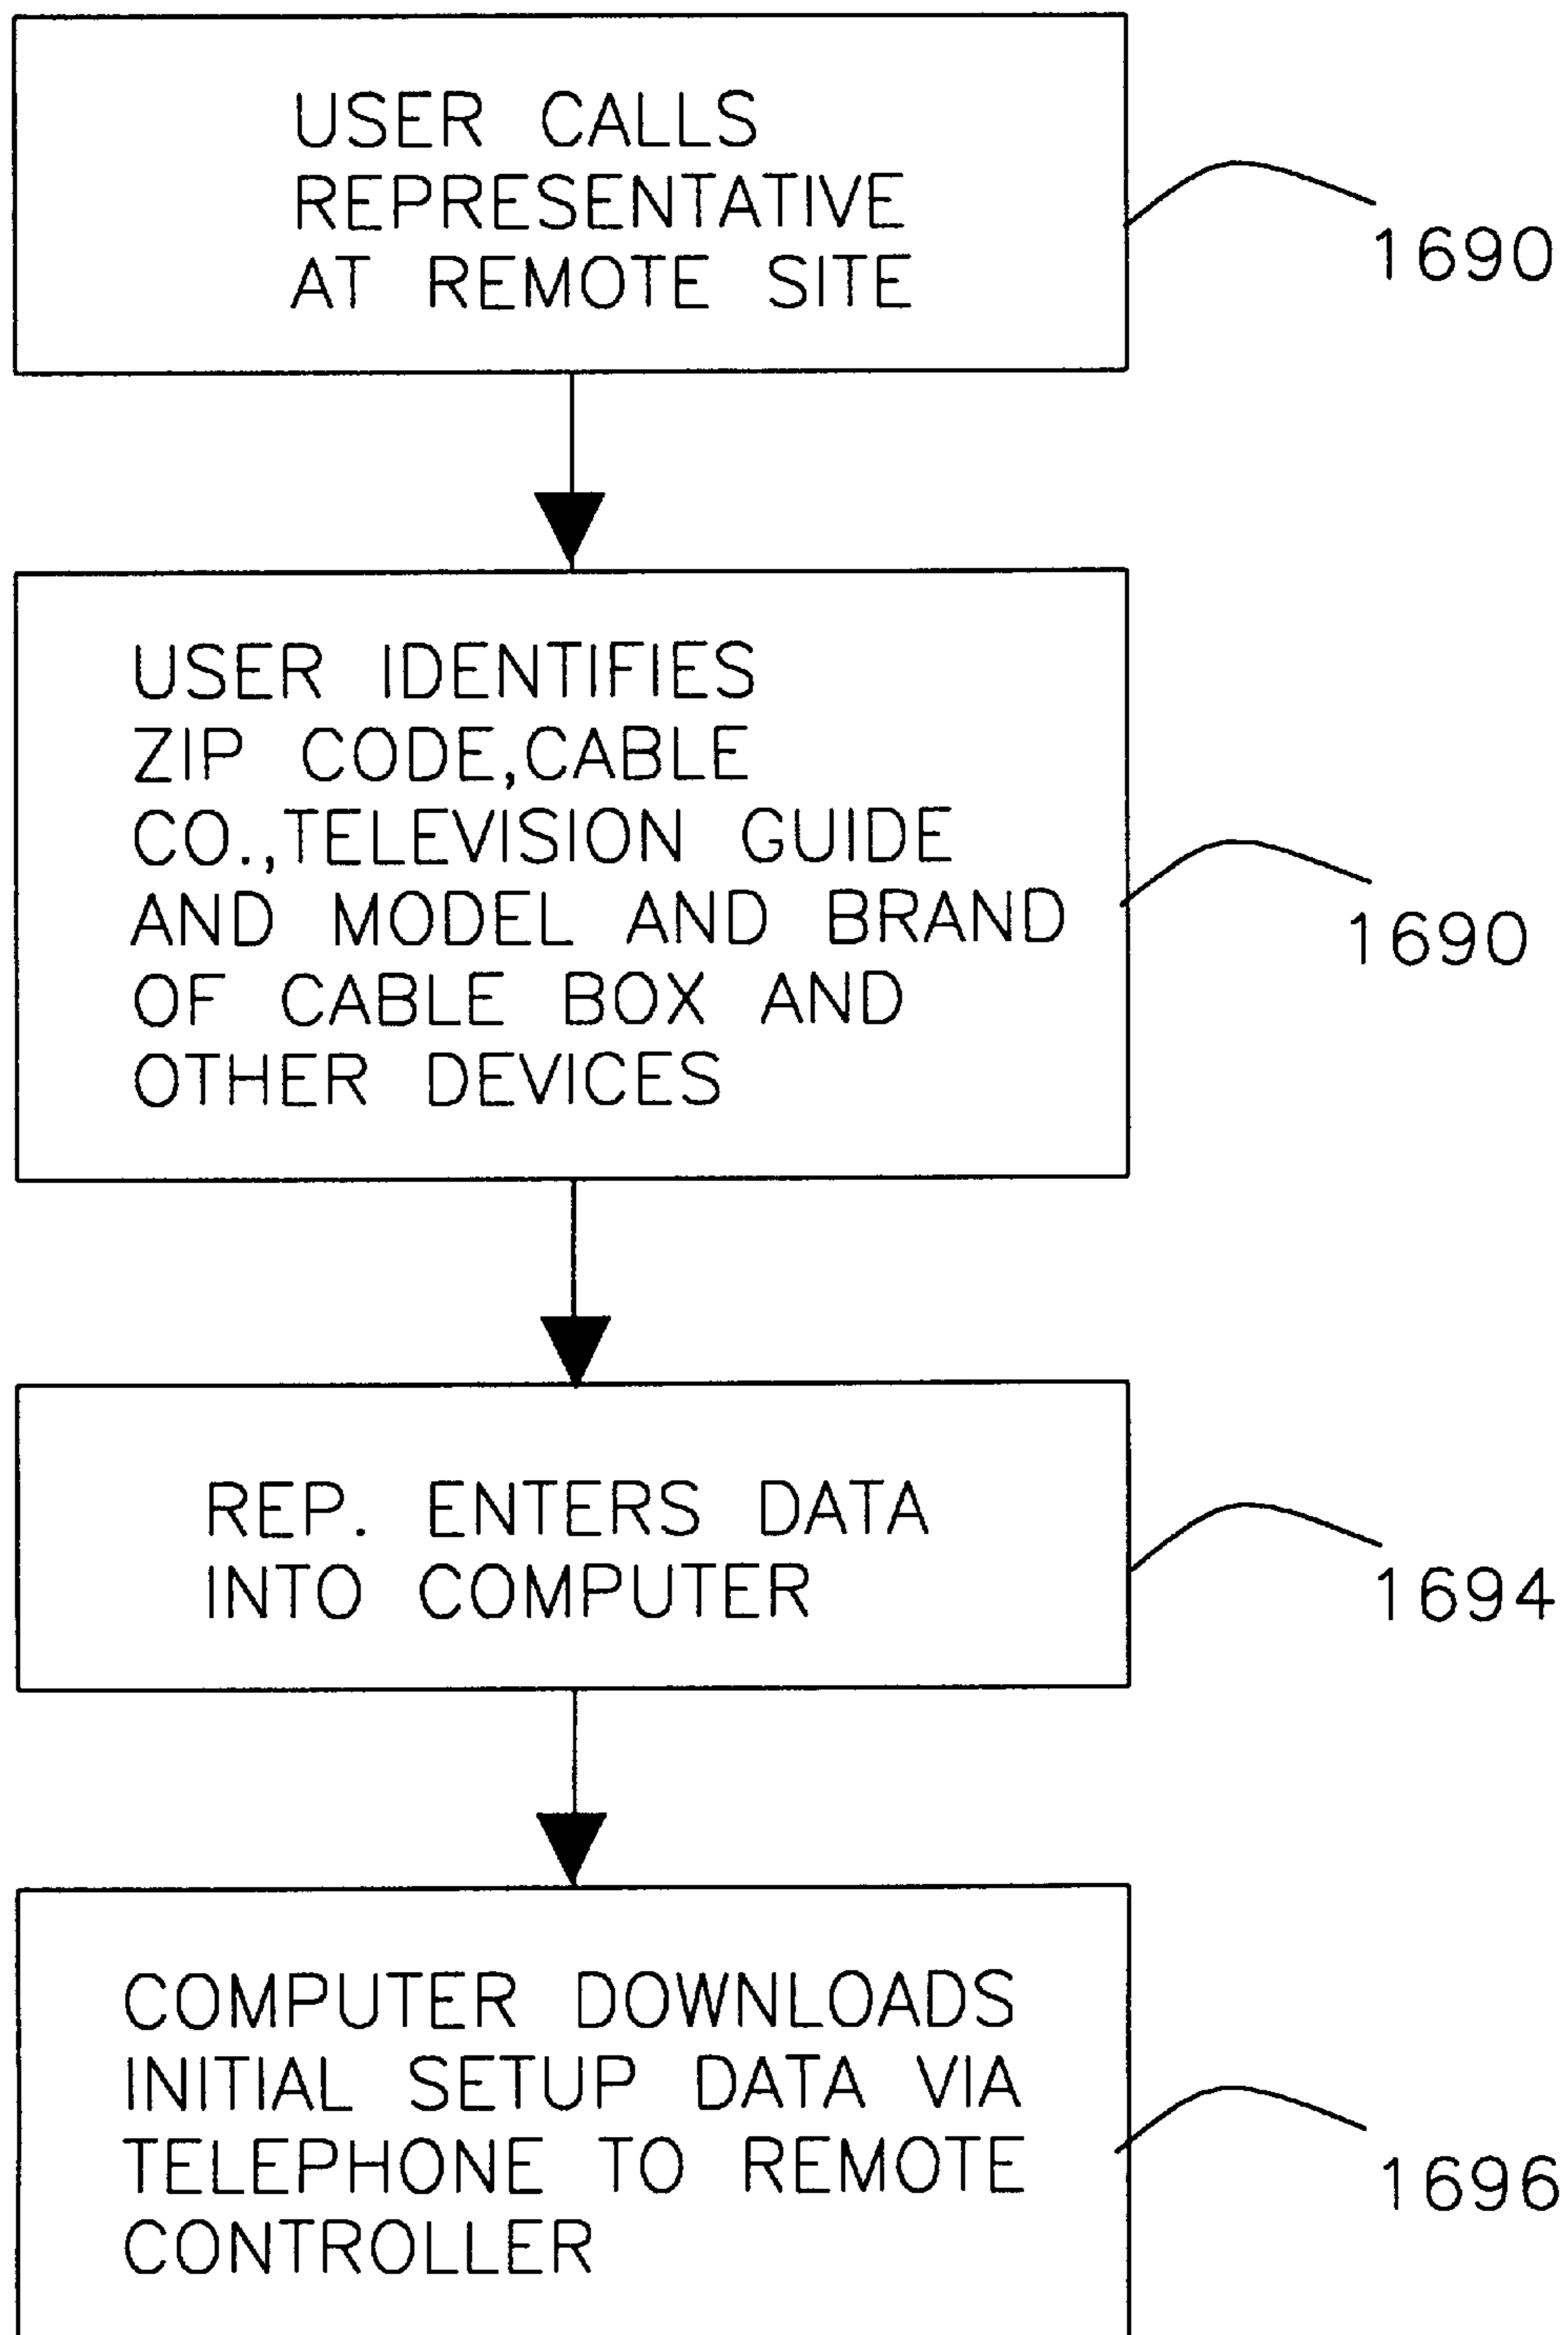 USER CALLS
REPRESENTATIVE
AT REMOTE SITE
1690
USER IDENTIFIES
ZIP CODE,CABLE
CO.,TELEVISION GUIDE
AND MODEL AND BRAND
OF CABLE BOX AND
OTHER DEVICES
1690
REP. ENTERS DATA
INTO COMPUTER
1694
COMPUTER DOWNLOADS
INITIAL SETUP DATA VIA
TELEPHONE TO REMOTE
CONTROLLER
1696